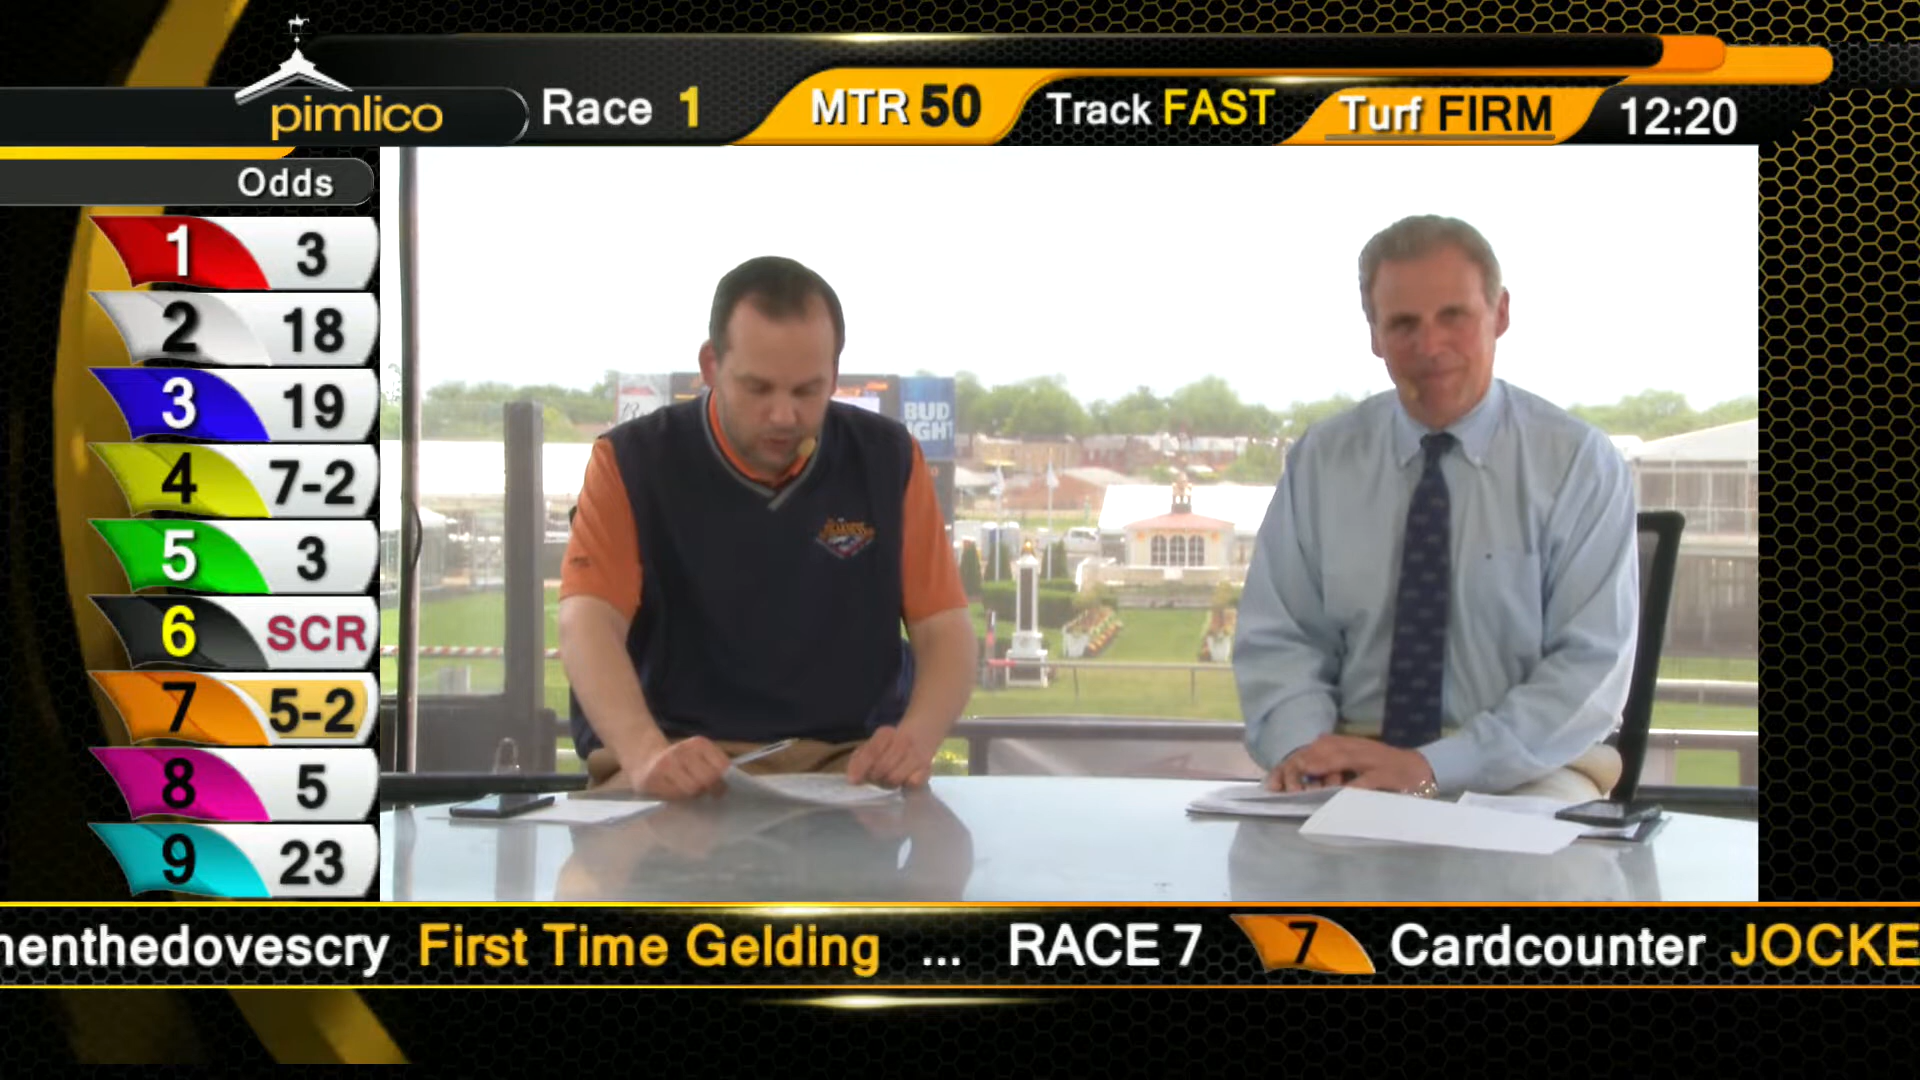 pimlico
Race 1 MTR 50 Track FAST Turf FIRM 12:20
Odds
1 3
2 18
3 19
4 7-2
5 3
6 SCR
7 5-2
8 5
9 23
BUD
IGHT
henthedovescry First Time Gelding ... RACE 7 7 Cardcounter JOCKE